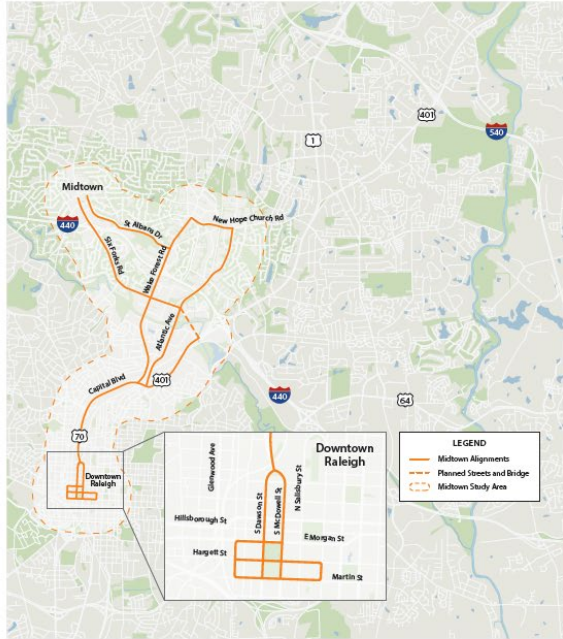 401
1
540
Midtown
440
St Albans Dr
New Hope Church Rd
Six Forks Rd
Wake Forest Rd
Atlantic Ave
Capital Blvd
401
440
64
70
Downtown
Raleigh
LEGEND
Midtown Alignments
Planned Streets and Bridge
Midtown Study Area
Downtown
Raleigh
Glenwood Ave
S Dawson St
S McDowell St
N Salisbury St
Hillsborough St
E Morgan St
Hargett St
Martin St